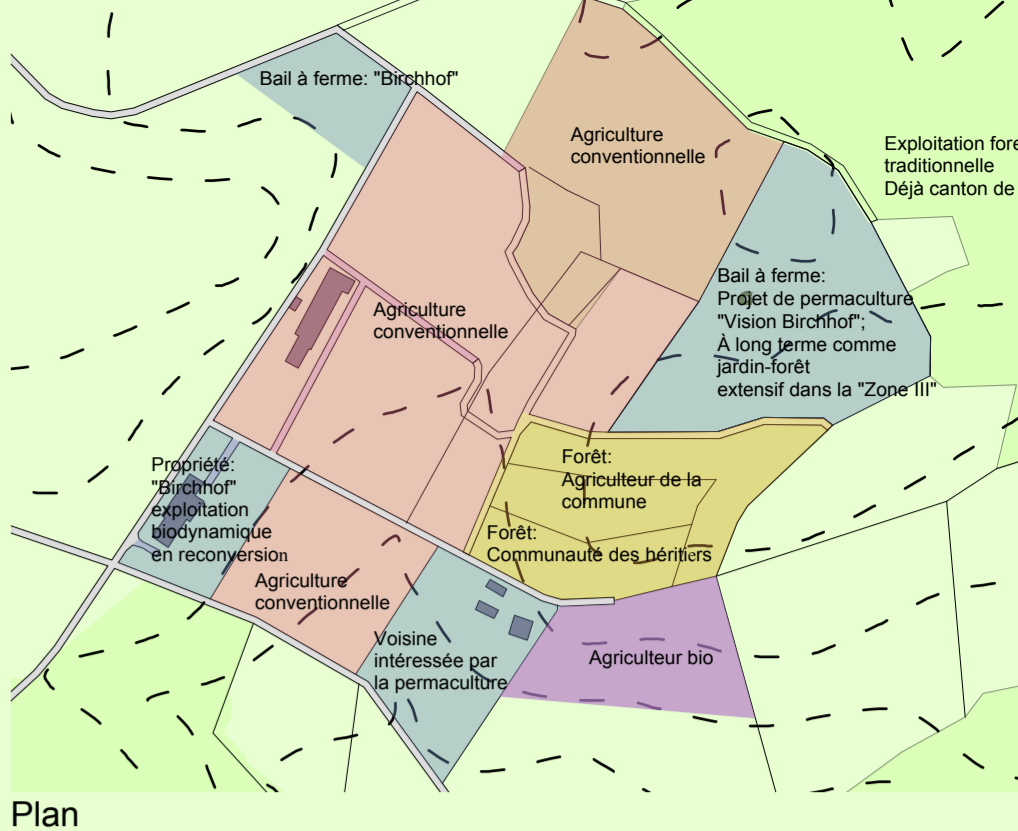 Bail à ferme: "Birchhof"
Agriculture
conventionnelle
Exploitation fore
traditionnelle
Déjà canton de
Bail à ferme:
Projet de permaculture
"Vision Birchhof";
À long terme comme
jardin-forêt
extensif dans la "Zone III"
Agriculture
conventionnelle
Propriété:
"Birchhof"
exploitation
biodynamique
en reconversion
Forêt:
Agriculteur de la
commune
Forêt:
Communauté des héritiers
Agriculture
conventionnelle
Voisine
intéressée par
la permaculture
Agriculteur bio
Plan